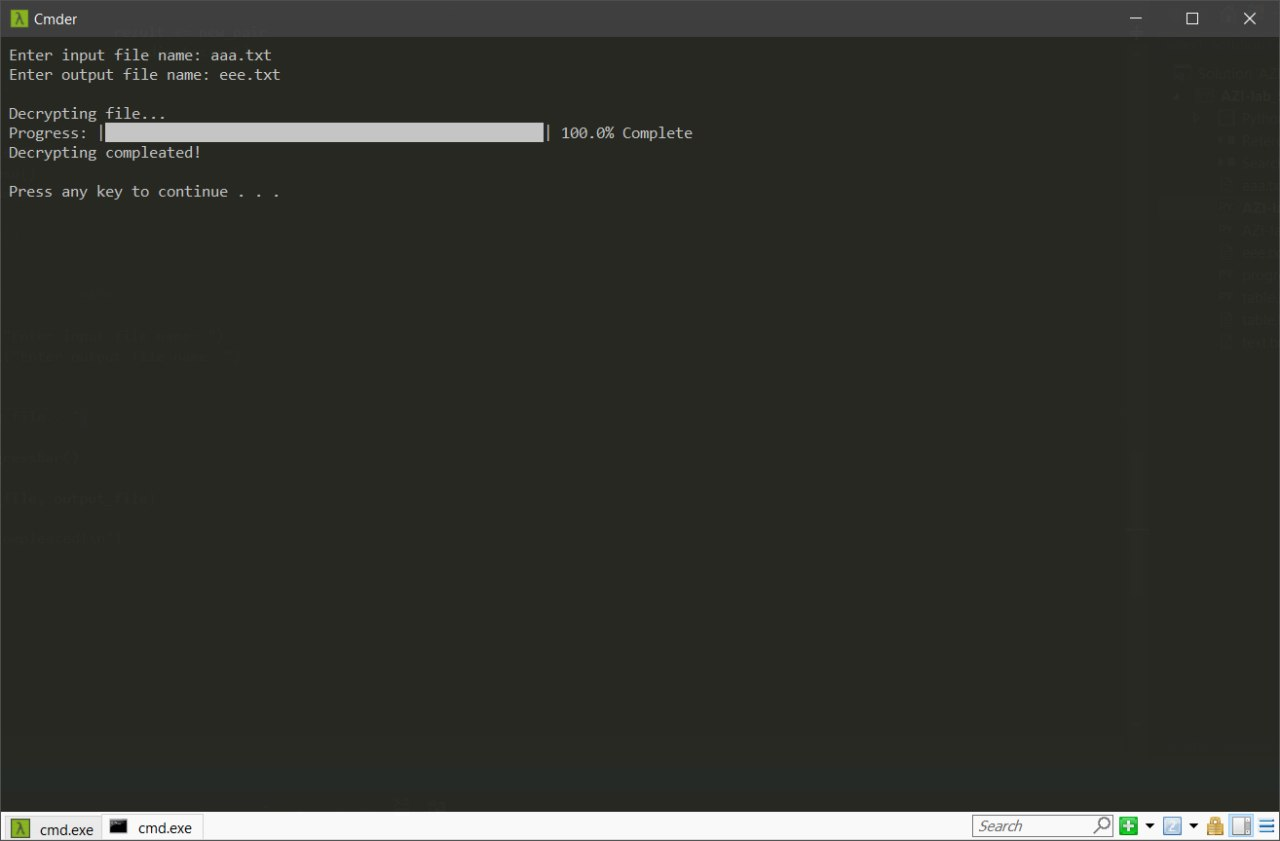 Cmder
Enter input file name: aaa.txt
Enter output file name: eee.txt
Decrypting file...
Progress: || 100.0% Complete
Decrypting compleated!
Press any key to continue . . .
cmd.exe
cmd.exe
Search